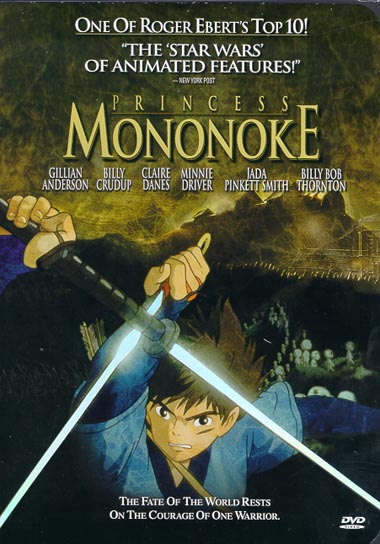 ONE OF ROGER EBERT'S TOP 10!
"THE 'STAR WARS'
OF ANIMATED FEATURES!"
— NEW YORK POST
PRINCESS
MONONOKE
GILLIAN ANDERSON
BILLY CRUDUP
CLAIRE DANES
MINNIE DRIVER
JADA PINKETT SMITH
BILLY BOB THORNTON
THE FATE OF THE WORLD RESTS
ON THE COURAGE OF ONE WARRIOR.
DVD
VIDEO